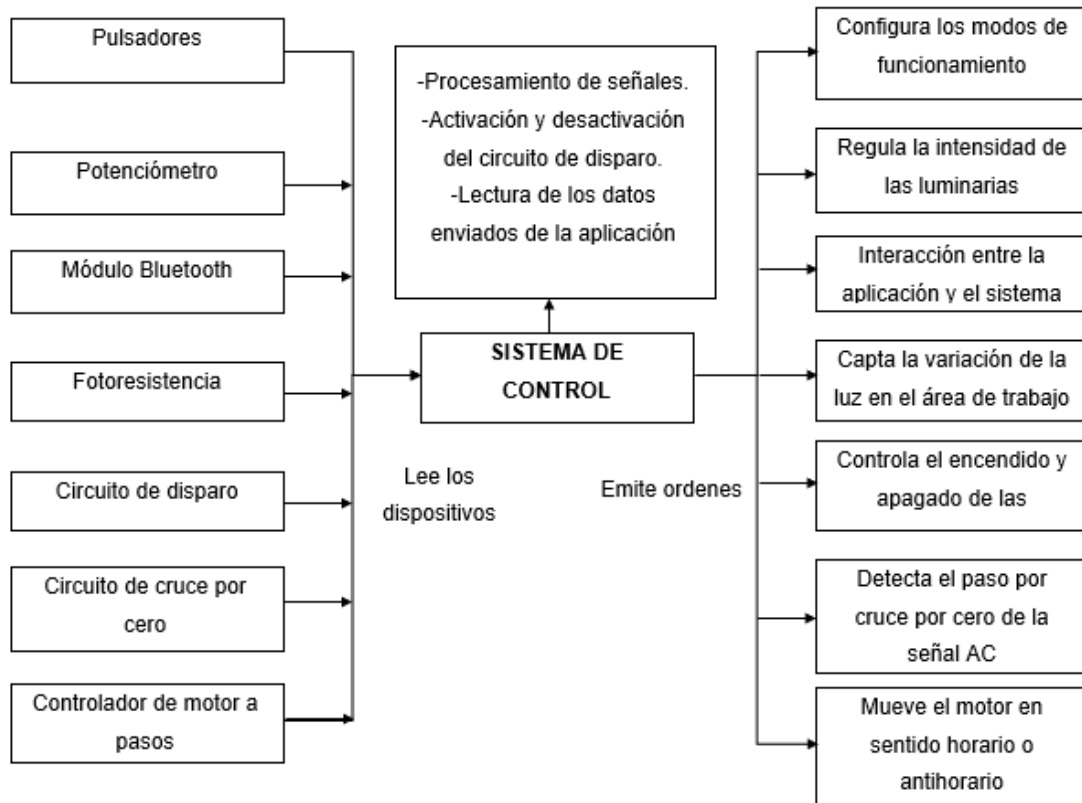 Pulsadores
Potenciómetro
Módulo Bluetooth
Fotoresistencia
Circuito de disparo
Circuito de cruce por
cero
Controlador de motor a
pasos
-Procesamiento de señales.
-Activación y desactivación
del circuito de disparo.
-Lectura de los datos
enviados de la aplicación
SISTEMA DE
CONTROL
Lee los
dispositivos
Emite ordenes
Configura los modos de
funcionamiento
Regula la intensidad de
las luminarias
Interacción entre la
aplicación y el sistema
Capta la variación de la
luz en el área de trabajo
Controla el encendido y
apagado de las
Detecta el paso por
cruce por cero de la
señal AC
Mueve el motor en
sentido horario o
antihorario